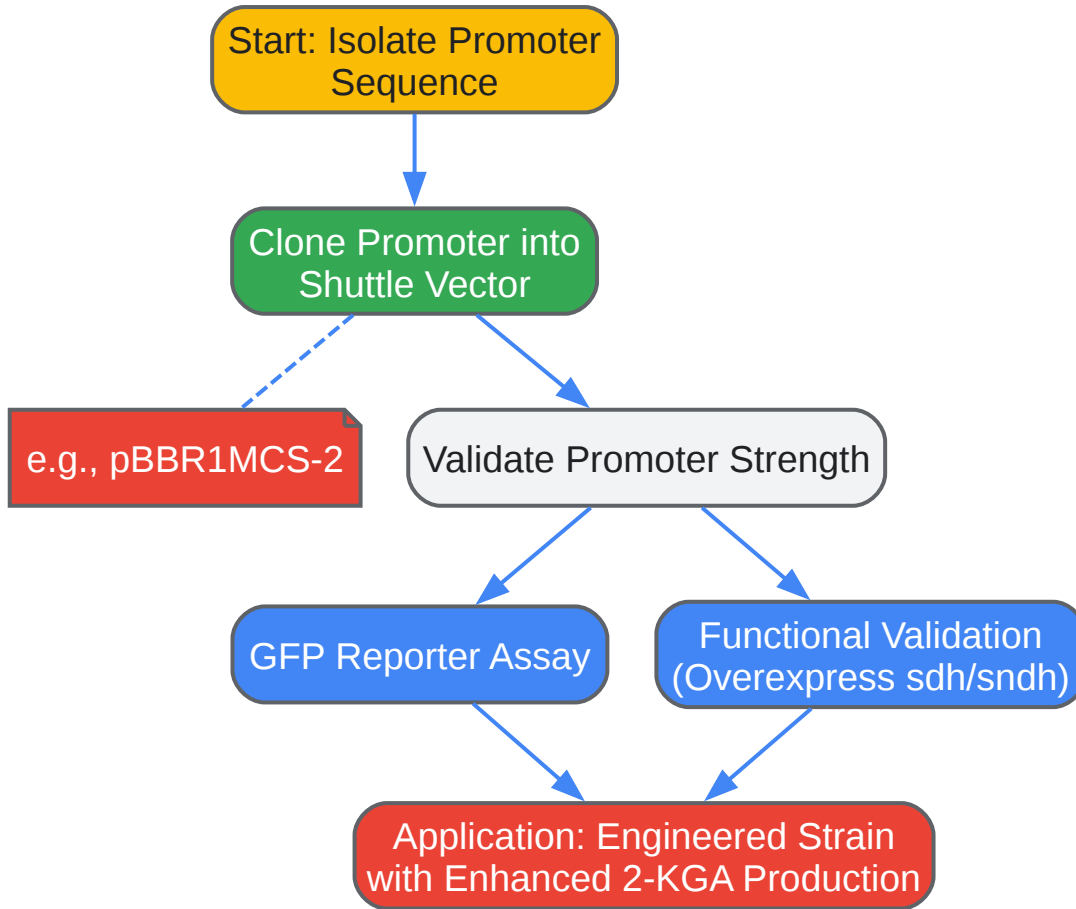 Start: Isolate Promoter
Sequence
Clone Promoter into
Shuttle Vector
e.g., pBBR1MCS-2
Validate Promoter Strength
GFP Reporter Assay
Functional Validation
(Overexpress sdh/sndh)
Application: Engineered Strain
with Enhanced 2-KGA Production